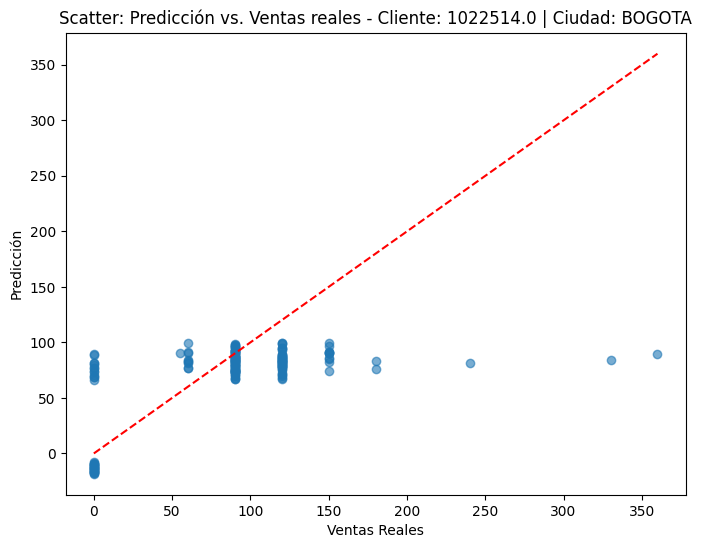 Scatter: Predicción vs. Ventas reales - Cliente: 1022514.0 | Ciudad: BOGOTA
350
300
250
200
150
100
50
0
Predicción
0 50 100 150 200 250 300 350
Ventas Reales